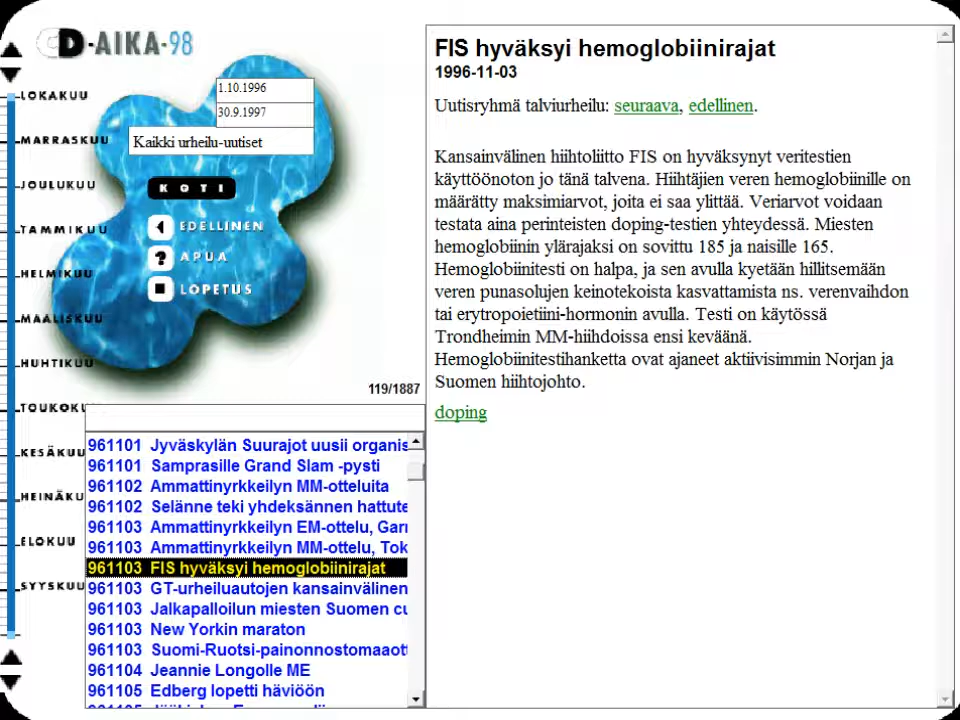 CD-AIKA-98
1.10.1996
30.9.1997
Kaikki urheilu-uutiset
KOTI
EDELLINEN
APUA
LOPETUS
LOKAKUU
MARRASKUU
JOULUKUU
TAMMIKUU
HELMIKUU
MAALISKUU
HUHTIKUU
TOUKOKU
KESÄKUU
HEINÄKU
ELOKUU
SYYSKUU
119/1887
961101 Jyväskylän Suurajot uusii organis
961101 Samprasille Grand Slam -pysti
961102 Ammattinyrkkeilyn MM-otteluita
961102 Selänne teki yhdeksännen hattute
961103 Ammattinyrkkeilyn EM-ottelu, Gar
961103 Ammattinyrkkeilyn MM-ottelu, Tok
961103 FIS hyväksyi hemoglobiinirajat
961103 GT-urheiluautojen kansainvälinen
961103 Jalkapalloilun miesten Suomen cu
961103 New Yorkin maraton
961103 Suomi-Ruotsi-painonnostomaaott
961104 Jeannie Longolle ME
961105 Edberg lopetti häviöön
FIS hyväksyi hemoglobiinirajat
1996-11-03
Uutisryhmä talviurheilu: seuraava, edellinen.
Kansainvälinen hiihtoliitto FIS on hyväksynyt veritestien
käyttöönoton jo tänä talvena. Hiihtäjien veren hemoglobiinille on
määrätty maksimiarvot, joita ei saa ylittää. Veriarvot voidaan
testata aina perinteisten doping-testien yhteydessä. Miesten
hemoglobiinin ylärajaksi on sovittu 185 ja naisille 165.
Hemoglobiinitesti on halpa, ja sen avulla kyetään hillitsemään
veren punasolujen keinotekoista kasvattamista ns. verenvaihdon
tai erytropoietiini-hormonin avulla. Testi on käytössä
Trondheimin MM-hiihdoissa ensi keväänä.
Hemoglobiinitestihanketta ovat ajaneet aktiivisimmin Norjan ja
Suomen hiihtojohto.
doping